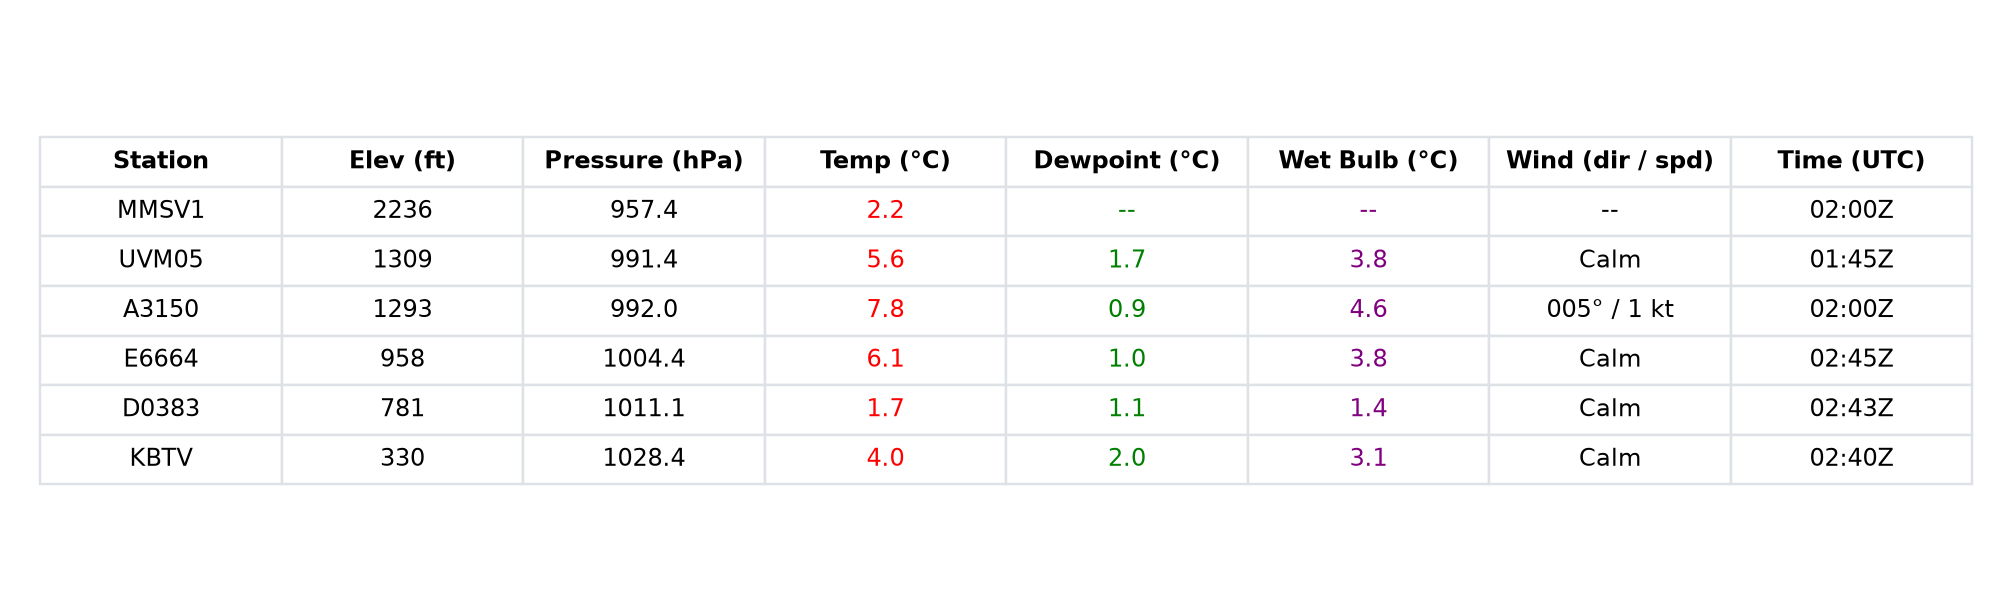 Station Elev (ft) Pressure (hPa) Temp (°C) Dewpoint (°C) Wet Bulb (°C) Wind (dir / spd) Time (UTC)
MMSV1 2236 957.4 2.2 -- -- -- 02:00Z
UVM05 1309 991.4 5.6 1.7 3.8 Calm 01:45Z
A3150 1293 992.0 7.8 0.9 4.6 005° / 1 kt 02:00Z
E6664 958 1004.4 6.1 1.0 3.8 Calm 02:45Z
D0383 781 1011.1 1.7 1.1 1.4 Calm 02:43Z
KBTV 330 1028.4 4.0 2.0 3.1 Calm 02:40Z